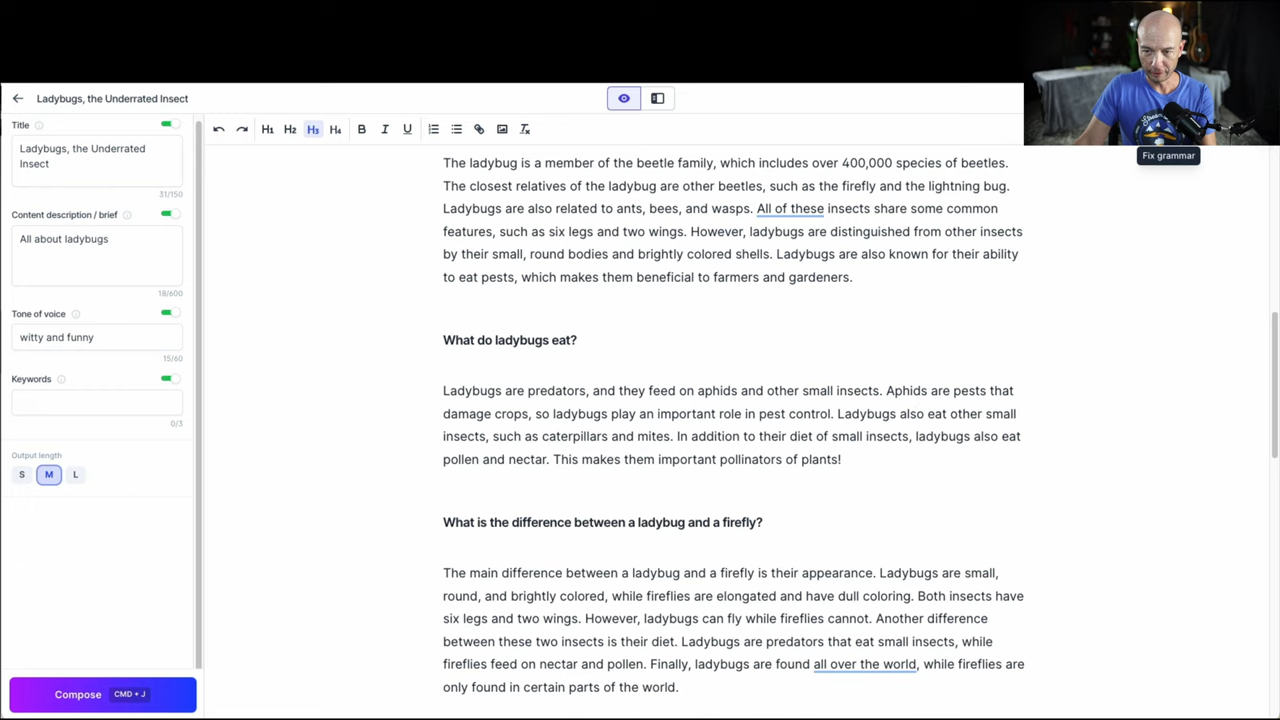 Ladybugs, the Underrated Insect
Title
Ladybugs, the Underrated
Insect
31/150
Content description / brief
All about ladybugs
18/600
Tone of voice
witty and funny
15/60
Keywords
0/3
Output length
S M L
Compose CMD + J
H1 H2 H3 H4 B I U
Fix grammar
The ladybug is a member of the beetle family, which includes over 400,000 species of beetles.
The closest relatives of the ladybug are other beetles, such as the firefly and the lightning bug.
Ladybugs are also related to ants, bees, and wasps. All of these insects share some common
features, such as six legs and two wings. However, ladybugs are distinguished from other insects
by their small, round bodies and brightly colored shells. Ladybugs are also known for their ability
to eat pests, which makes them beneficial to farmers and gardeners.
What do ladybugs eat?
Ladybugs are predators, and they feed on aphids and other small insects. Aphids are pests that
damage crops, so ladybugs play an important role in pest control. Ladybugs also eat other small
insects, such as caterpillars and mites. In addition to their diet of small insects, ladybugs also eat
pollen and nectar. This makes them important pollinators of plants!
What is the difference between a ladybug and a firefly?
The main difference between a ladybug and a firefly is their appearance. Ladybugs are small,
round, and brightly colored, while fireflies are elongated and have dull coloring. Both insects have
six legs and two wings. However, ladybugs can fly while fireflies cannot. Another difference
between these two insects is their diet. Ladybugs are predators that eat small insects, while
fireflies feed on nectar and pollen. Finally, ladybugs are found all over the world, while fireflies are
only found in certain parts of the world.